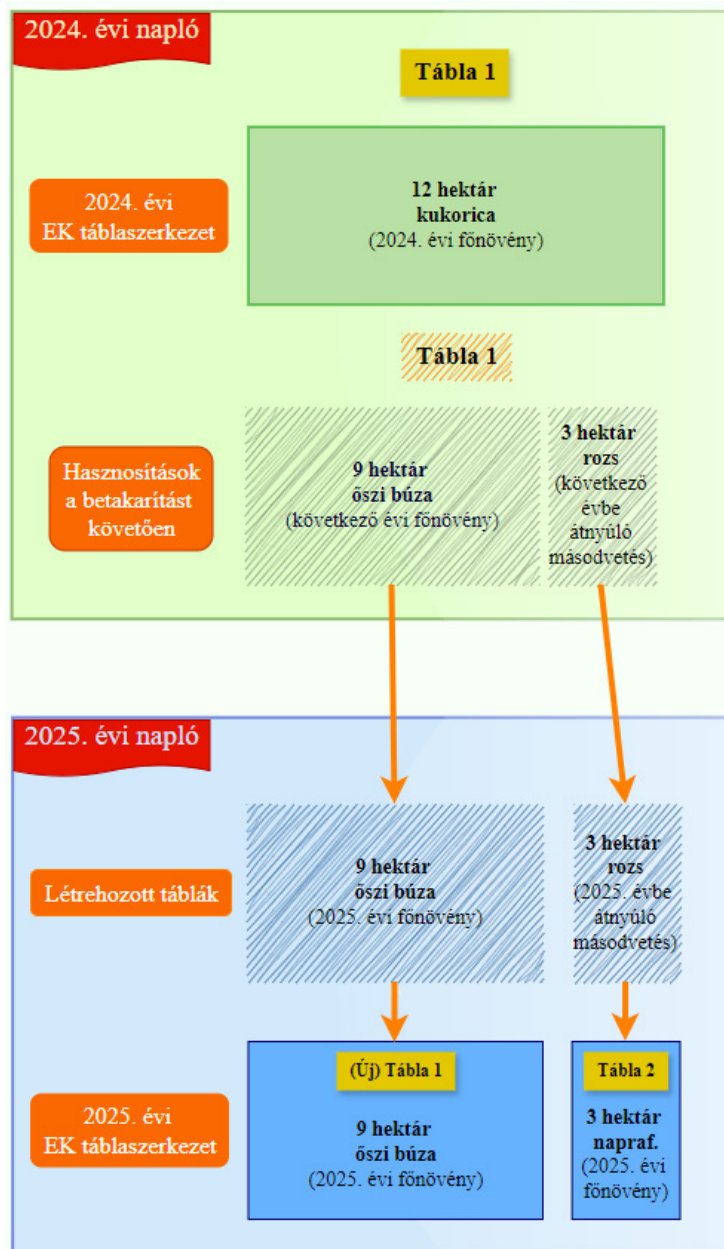 2024. évi napló
Tábla 1
2024. évi
EK táblaszerkezet
12 hektár
kukorica
(2024. évi főnövény)
Tábla 1
Hasznosítások
a betakarítást
követően
9 hektár
őszi búza
(következő évi főnövény)
3 hektár
rozs
(következő
évbe
átnyúló
másodvetés)
2025. évi napló
Létrehozott táblák
9 hektár
őszi búza
(2025. évi főnövény)
3 hektár
rozs
(2025. évbe
átnyúló
másodvetés)
2025. évi
EK táblaszerkezet
(Új) Tábla 1
9 hektár
őszi búza
(2025. évi főnövény)
Tábla 2
3 hektár
napraf.
(2025. évi
főnövény)